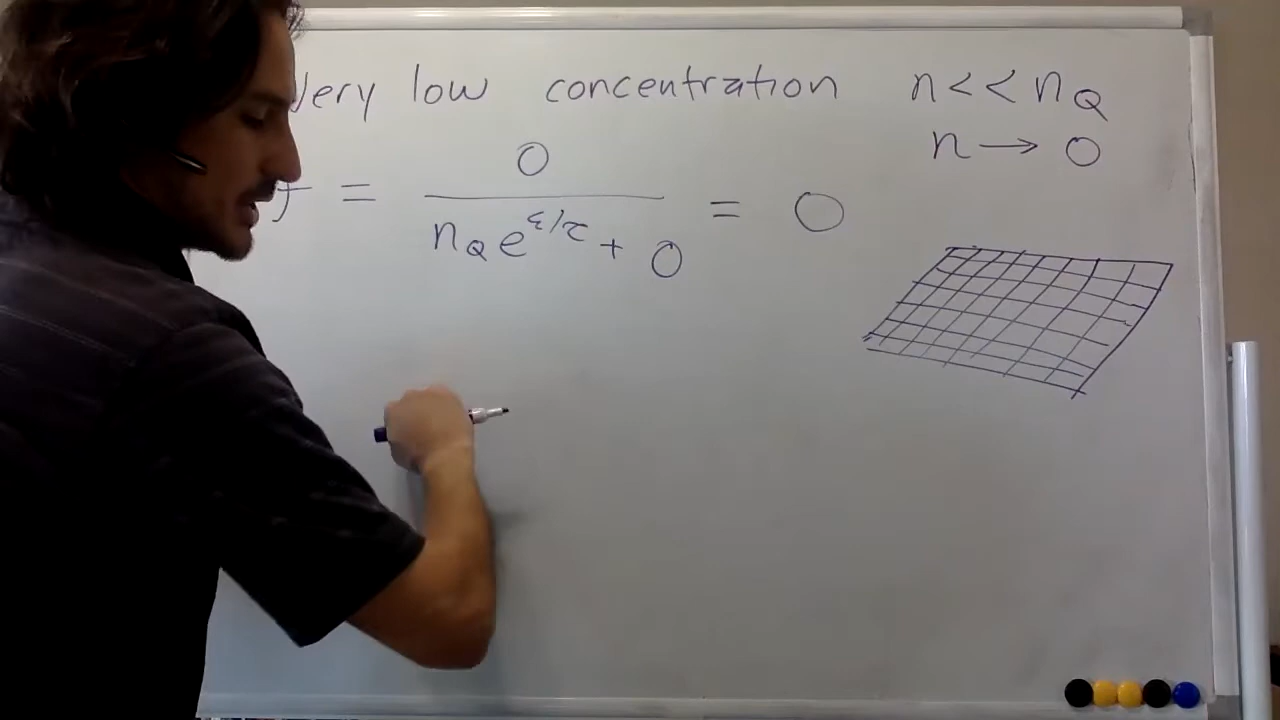 Very low concentration n << n_Q
n → 0
f = 0 / (n_Q e^{ε/τ} + 0) = 0